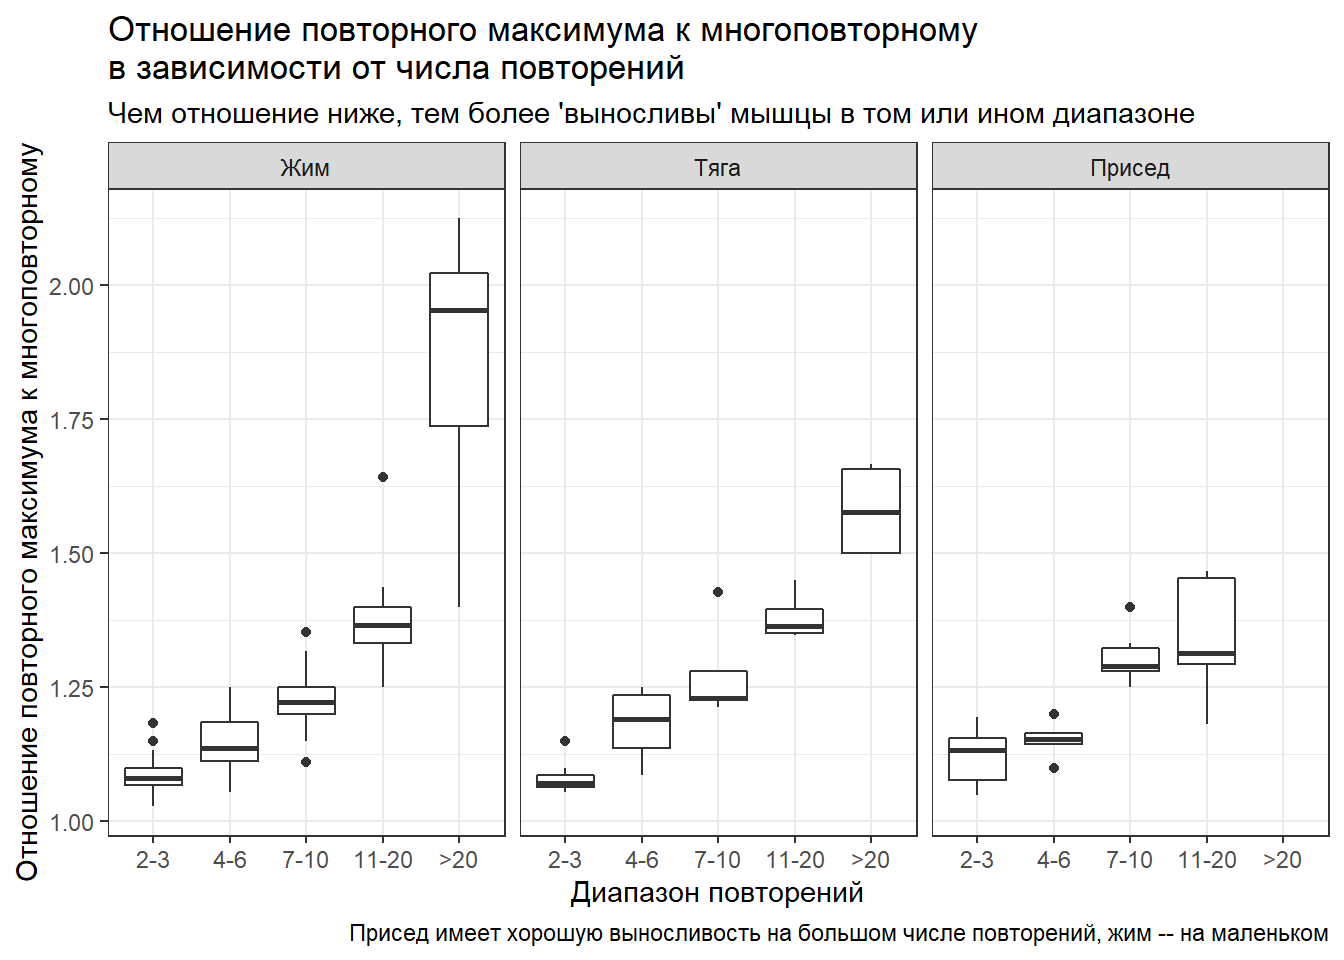 Отношение повторного максимума к многоповторному
в зависимости от числа повторений
Чем отношение ниже, тем более 'выносливы' мышцы в том или ином диапазоне
Отношение повторного максимума к многоповторному
Жим
Тяга
Присед
2.00
1.75
1.50
1.25
1.00
2-3 4-6 7-10 11-20 >20
2-3 4-6 7-10 11-20 >20
2-3 4-6 7-10 11-20 >20
Диапазон повторений
Присед имеет хорошую выносливость на большом числе повторений, жим -- на маленьком